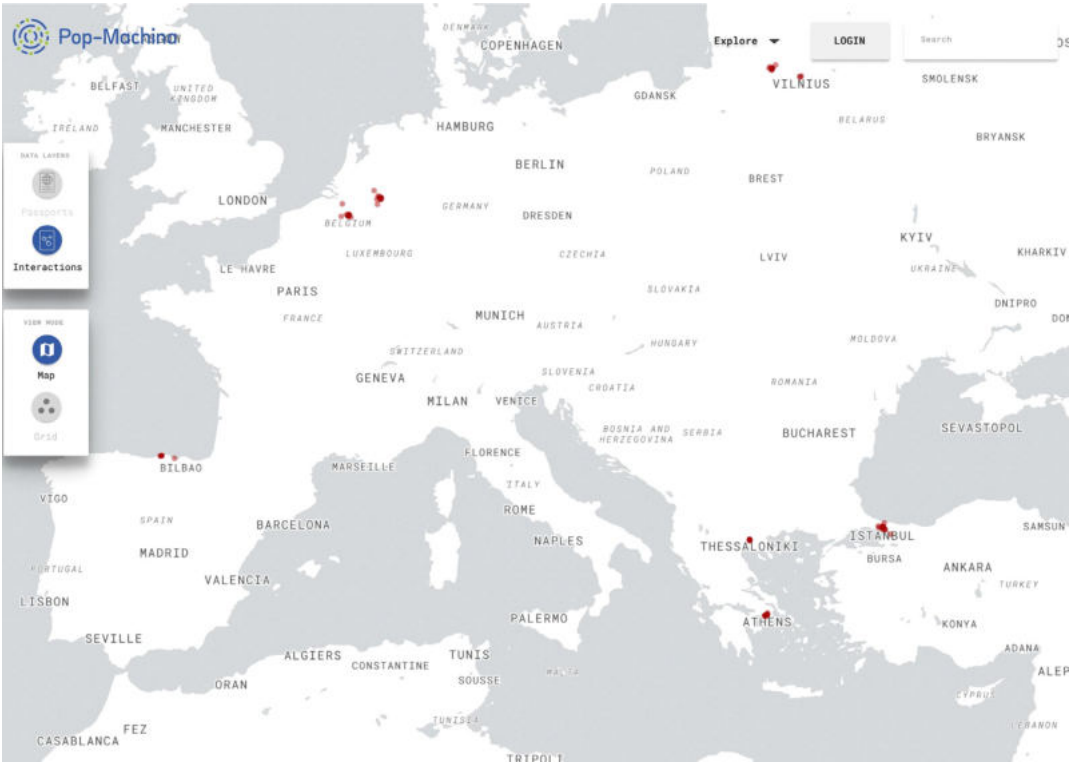 Pop-Machina
Explore
LOGIN
Search
DENMARK
COPENHAGEN
SMOLENSK
VILNIUS
BELFAST
UNITED
KINGDOM
GDANSK
BELARUS
IRELAND
MANCHESTER
HAMBURG
BRYANSK
DATA LAYERS
BERLIN
POLAND
BREST
Passports
LONDON
GERMANY
DRESDEN
BELGIUM
KYIV
Interactions
LE HAVRE
LUXEMBOURG
CZECHIA
LVIV
UKRAINE
KHARKIV
PARIS
SLOVAKIA
DNIPRO
VIEW MODE
FRANCE
MUNICH
AUSTRIA
DON
Map
SWITZERLAND
HUNGARY
MOLDOVA
GENEVA
SLOVENIA
CROATIA
ROMANIA
MILAN
VENICE
Grid
BOSNIA AND
HERZEGOVINA
SERBIA
BUCHAREST
SEVASTOPOL
BILBAO
MARSEILLE
FLORENCE
VIGO
ITALY
SPAIN
BARCELONA
ROME
SAMSUN
MADRID
NAPLES
THESSALONIKI
ISTANBUL
BURSA
PORTUGAL
VALENCIA
ANKARA
TURKEY
LISBON
PALERMO
ATHENS
KONYA
SEVILLE
ALGIERS
CONSTANTINE
TUNIS
ADANA
ALEP
ORAN
SOUSSE
MALTA
CYPRUS
TUNISIA
LEBANON
FEZ
CASABLANCA
TRIPOLI